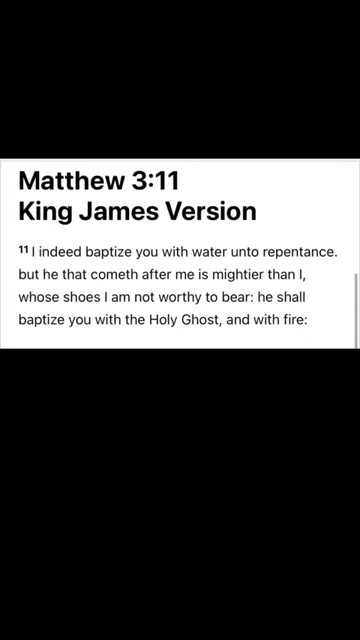 Matthew 3:11
King James Version
11 I indeed baptize you with water unto repentance.
but he that cometh after me is mightier than I,
whose shoes I am not worthy to bear: he shall
baptize you with the Holy Ghost, and with fire: